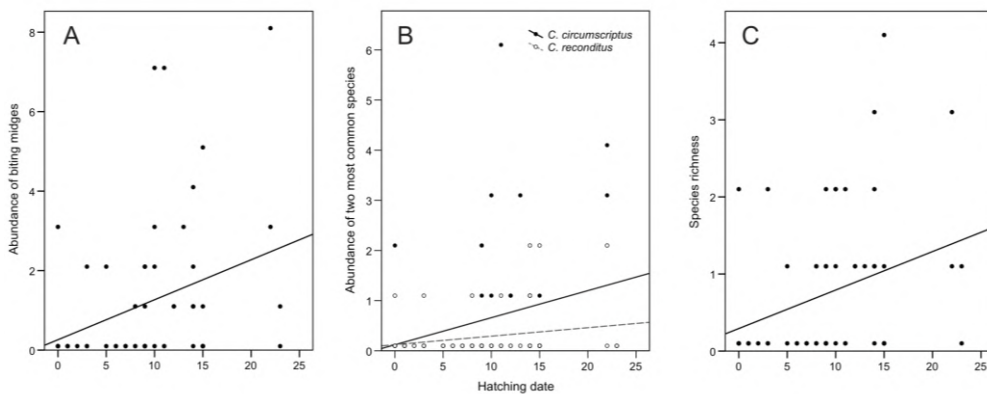 A
Abundance of biting midges
8
6
4
2
0
0 5 10 15 20 25
B
C. circumscriptus
C. reconditus
Abundance of two most common species
6
5
4
3
2
1
0
0 5 10 15 20 25
Hatching date
C
Species richness
4
3
2
1
0
0 5 10 15 20 25